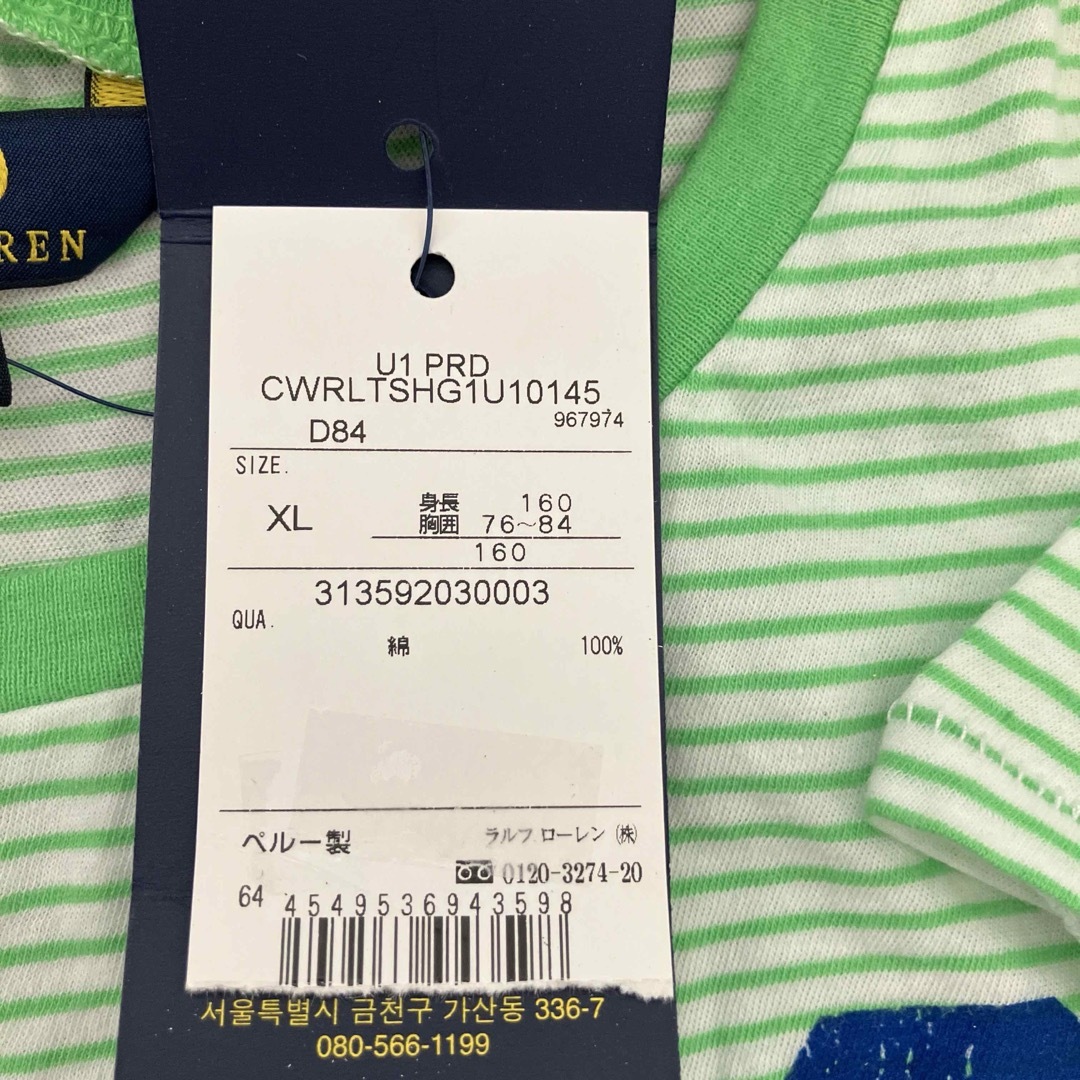 REN
U1 PRD
CWRLTSHG1U10145
967974
D84
SIZE.
XL
身長 160
胸囲 76~84
160
313592030003
QUA.
綿 100%
ペルー製
ラルフ ローレン (株)
0120-3274-20
64
4549536943598
서울특별시 금천구 가산동 336-7
080-566-1199